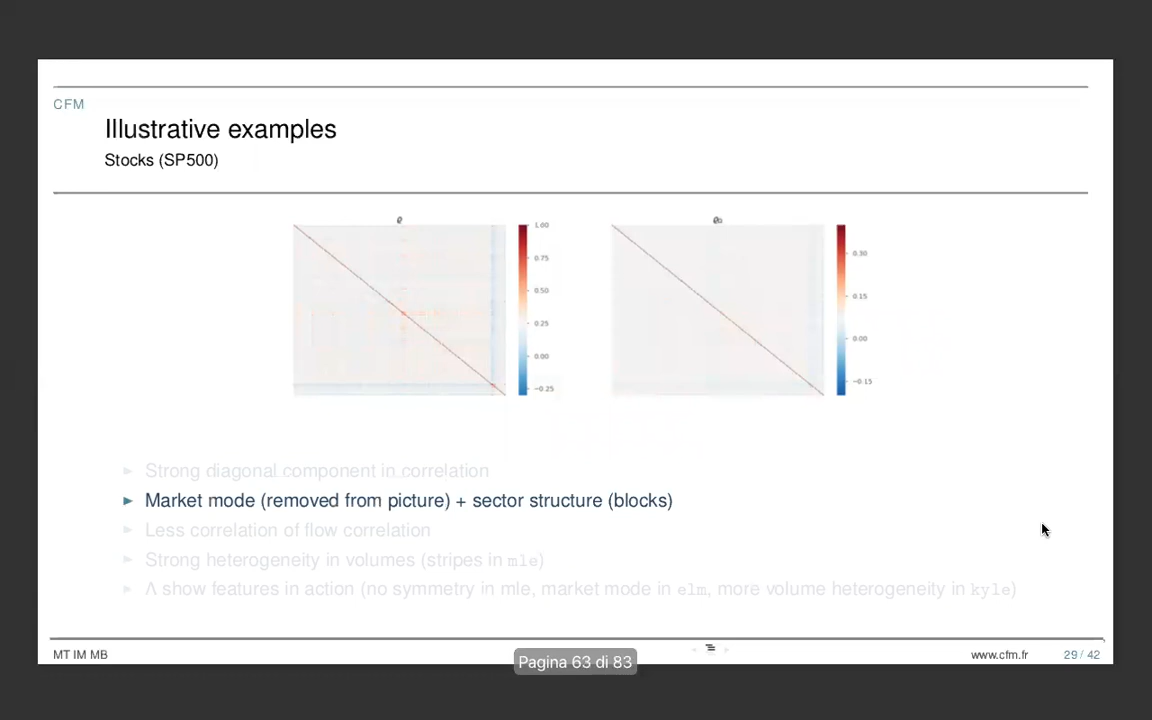 CFM
Illustrative examples
Stocks (SP500)
1.00
0.75
0.50
0.25
0.00
−0.25
0.30
0.15
0.00
−0.15
► Strong diagonal component in correlation
► Market mode (removed from picture) + sector structure (blocks)
► Less correlation of flow correlation
► Strong heterogeneity in volumes (stripes in mle)
► Λ show features in action (no symmetry in mle, market mode in elm, more volume heterogeneity in kyle)
MT IM MB
www.cfm.fr
29 / 42
Pagina 63 di 83